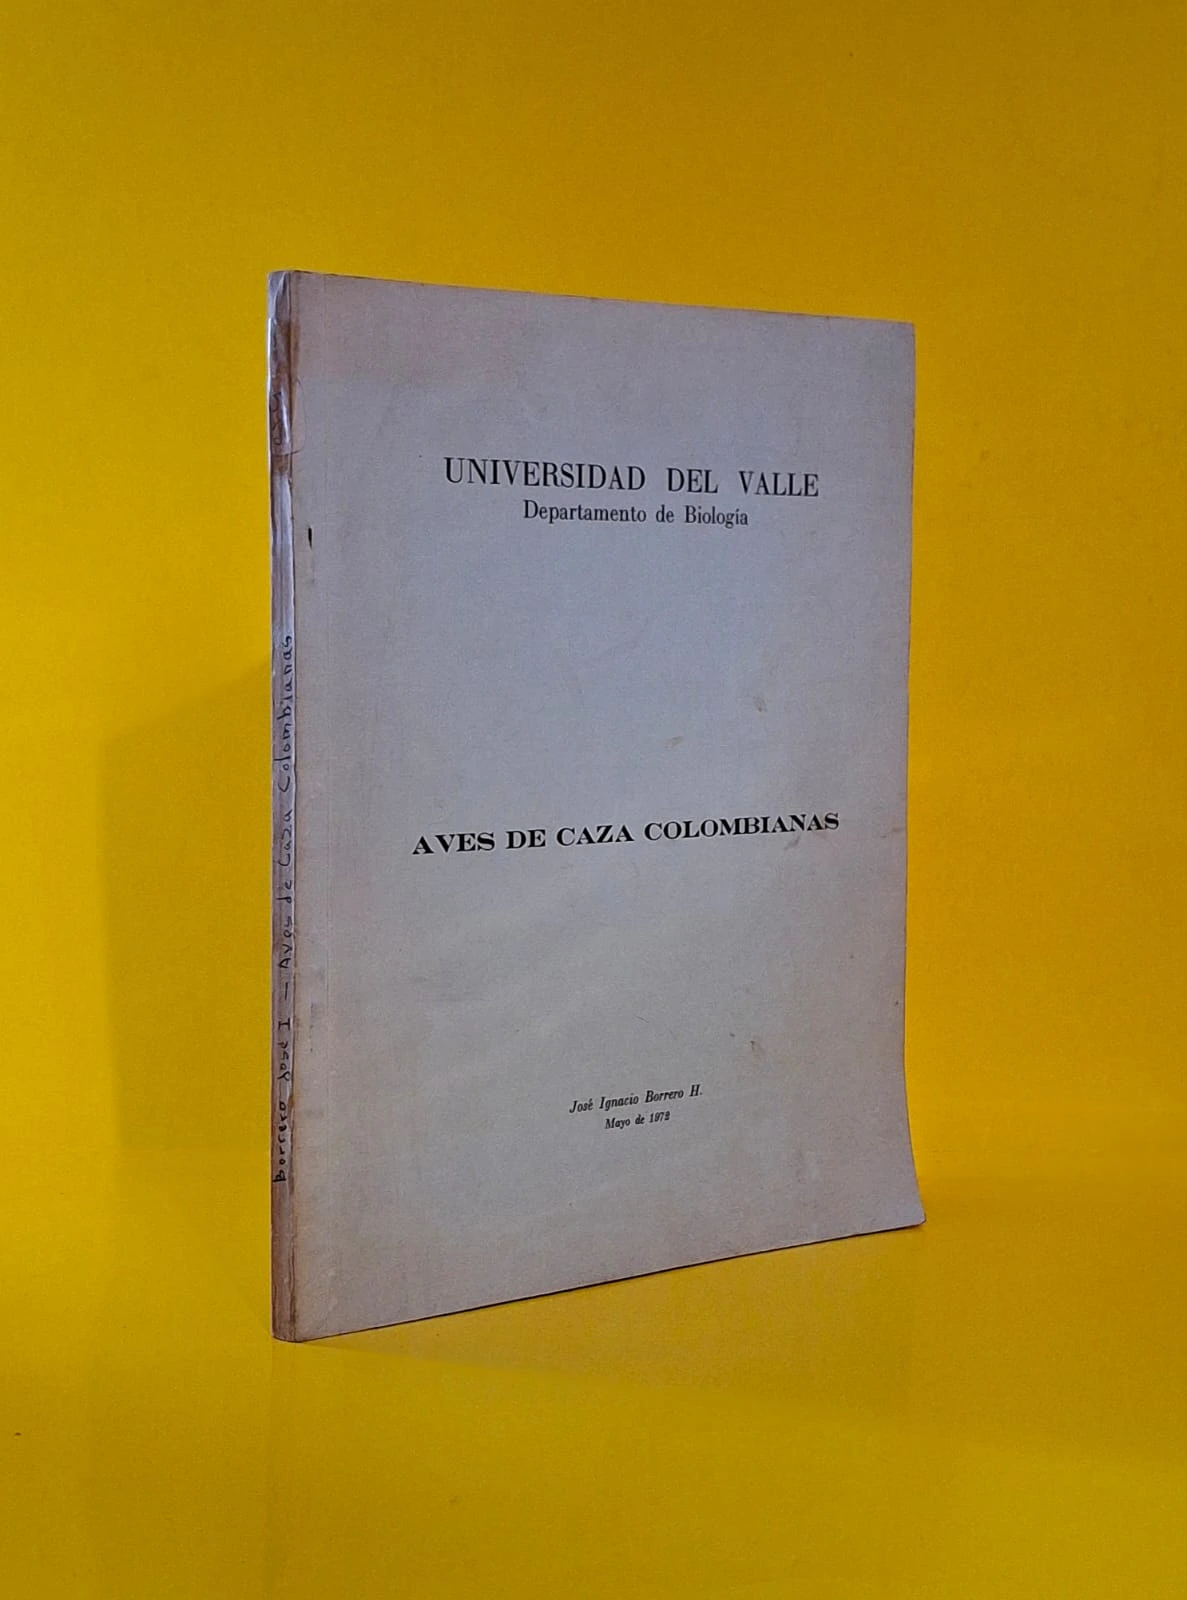 UNIVERSIDAD DEL VALLE
Departamento de Biología
AVES DE CAZA COLOMBIANAS
José Ignacio Borrero H.
Mayo de 1972
Borrero José I — Aves de Caza Colombianas